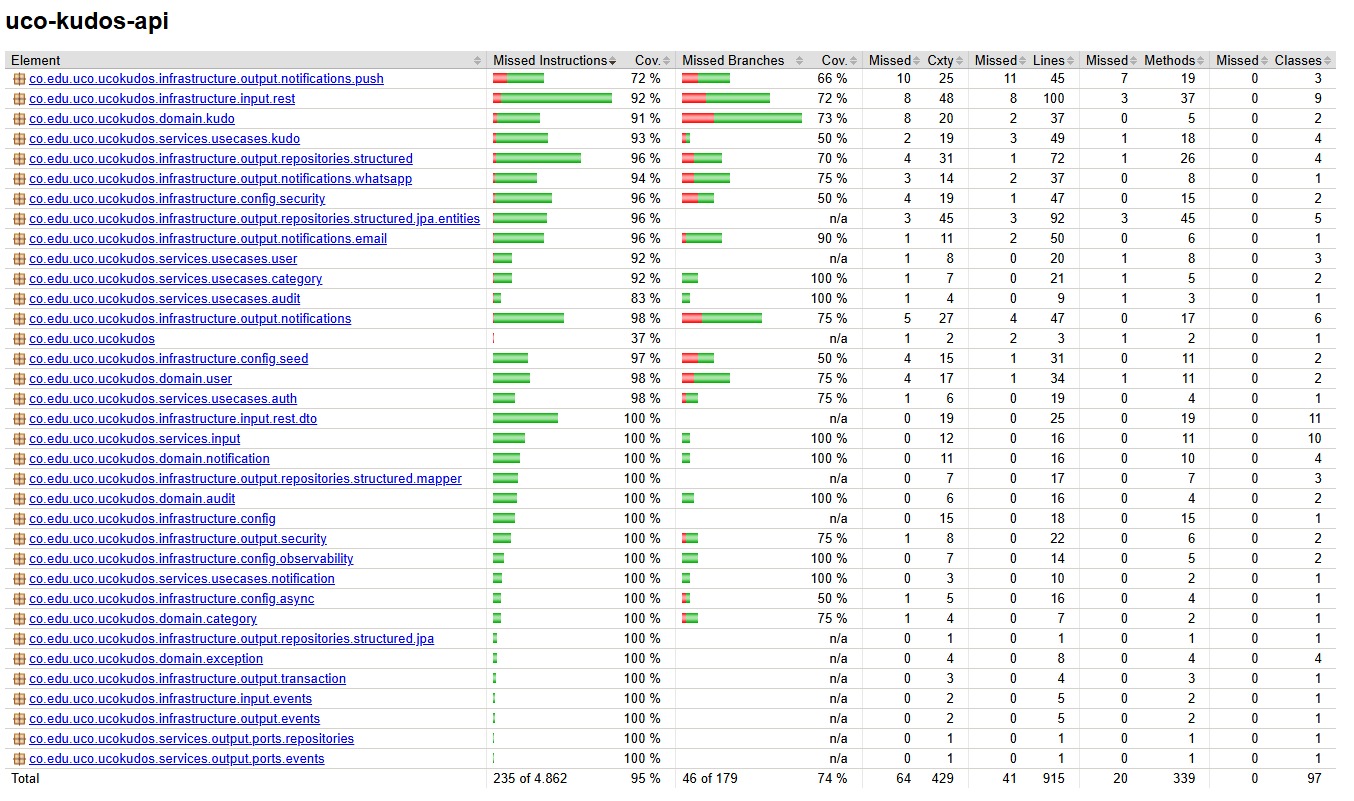 uco-kudos-api
Element Missed Instructions Cov. Missed Branches Cov. Missed Cxty Missed Lines Missed Methods Missed Classes
co.edu.uco.ucokudos.infrastructure.output.notifications.push 72 % 66 % 10 25 11 45 7 19 0 3
co.edu.uco.ucokudos.infrastructure.input.rest 92 % 72 % 8 48 8 100 3 37 0 9
co.edu.uco.ucokudos.domain.kudo 91 % 73 % 8 20 2 37 0 5 0 2
co.edu.uco.ucokudos.services.usecases.kudo 93 % 50 % 2 19 3 49 1 18 0 4
co.edu.uco.ucokudos.infrastructure.output.repositories.structured 96 % 70 % 4 31 1 72 1 26 0 4
co.edu.uco.ucokudos.infrastructure.output.notifications.whatsapp 94 % 75 % 3 14 2 37 0 8 0 1
co.edu.uco.ucokudos.infrastructure.config.security 96 % 50 % 4 19 1 47 0 15 0 2
co.edu.uco.ucokudos.infrastructure.output.repositories.structured.jpa.entities 96 % n/a 3 45 3 92 3 45 0 5
co.edu.uco.ucokudos.infrastructure.output.notifications.email 96 % 90 % 1 11 2 50 0 6 0 1
co.edu.uco.ucokudos.services.usecases.user 92 % n/a 1 8 0 20 1 8 0 3
co.edu.uco.ucokudos.services.usecases.category 92 % 100 % 1 7 0 21 1 5 0 2
co.edu.uco.ucokudos.services.usecases.audit 83 % 100 % 1 4 0 9 1 3 0 1
co.edu.uco.ucokudos.infrastructure.output.notifications 98 % 75 % 5 27 4 47 0 17 0 6
co.edu.uco.ucokudos 37 % n/a 1 2 2 3 1 2 0 1
co.edu.uco.ucokudos.infrastructure.config.seed 97 % 50 % 4 15 1 31 0 11 0 2
co.edu.uco.ucokudos.domain.user 98 % 75 % 4 17 1 34 1 11 0 2
co.edu.uco.ucokudos.services.usecases.auth 98 % 75 % 1 6 0 19 0 4 0 1
co.edu.uco.ucokudos.infrastructure.input.rest.dto 100 % n/a 0 19 0 25 0 19 0 11
co.edu.uco.ucokudos.services.input 100 % 100 % 0 12 0 16 0 11 0 10
co.edu.uco.ucokudos.domain.notification 100 % 100 % 0 11 0 16 0 10 0 4
co.edu.uco.ucokudos.infrastructure.output.repositories.structured.mapper 100 % n/a 0 7 0 17 0 7 0 3
co.edu.uco.ucokudos.domain.audit 100 % 100 % 0 6 0 16 0 4 0 2
co.edu.uco.ucokudos.infrastructure.config 100 % n/a 0 15 0 18 0 15 0 1
co.edu.uco.ucokudos.infrastructure.output.security 100 % 75 % 1 8 0 22 0 6 0 2
co.edu.uco.ucokudos.infrastructure.config.observability 100 % 100 % 0 7 0 14 0 5 0 2
co.edu.uco.ucokudos.services.usecases.notification 100 % 100 % 0 3 0 10 0 2 0 1
co.edu.uco.ucokudos.infrastructure.config.async 100 % 50 % 1 5 0 16 0 4 0 1
co.edu.uco.ucokudos.domain.category 100 % 75 % 1 4 0 7 0 2 0 1
co.edu.uco.ucokudos.infrastructure.output.repositories.structured.jpa 100 % n/a 0 1 0 1 0 1 0 1
co.edu.uco.ucokudos.domain.exception 100 % n/a 0 4 0 8 0 4 0 4
co.edu.uco.ucokudos.infrastructure.output.transaction 100 % n/a 0 3 0 4 0 3 0 1
co.edu.uco.ucokudos.infrastructure.input.events 100 % n/a 0 2 0 5 0 2 0 1
co.edu.uco.ucokudos.infrastructure.output.events 100 % n/a 0 2 0 5 0 2 0 1
co.edu.uco.ucokudos.services.output.ports.repositories 100 % n/a 0 1 0 1 0 1 0 1
co.edu.uco.ucokudos.services.output.ports.events 100 % n/a 0 1 0 1 0 1 0 1
Total 235 of 4.862 95 % 46 of 179 74 % 64 429 41 915 20 339 0 97